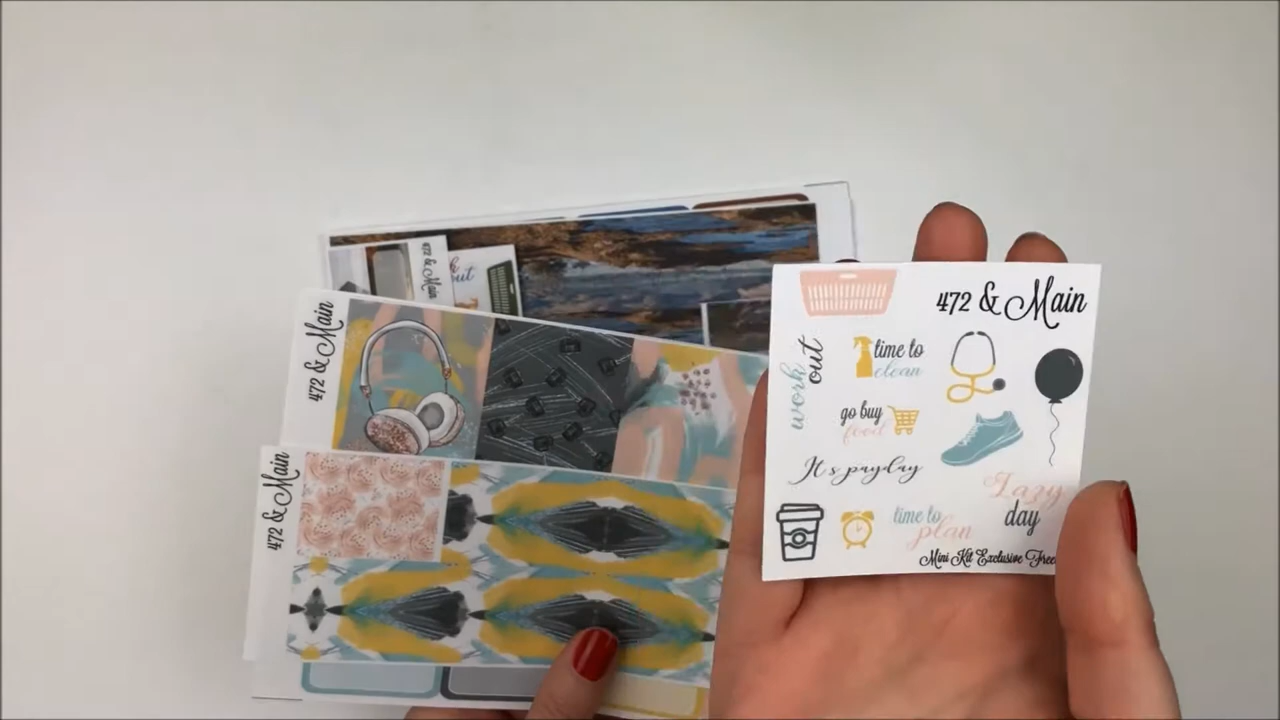 472 & Main
work out
time to
clean
go buy
food
It's payday
time to
plan
Lazy
day
Mini Kit Exclusive Free
472 & Main
out
472 & Main
472 & Main